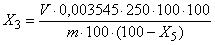 X₃ = V · 0,003545 · 250 · 100 · 100 / m · 100 · (100 − X₅)